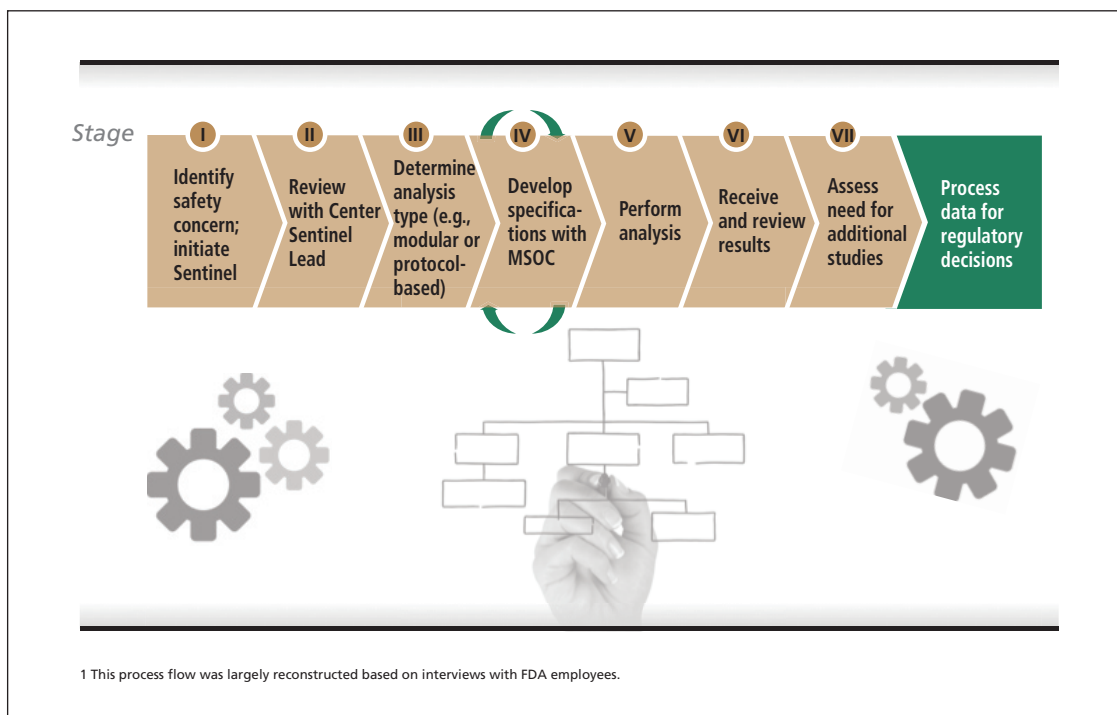 Stage
I
Identify
safety
concern;
initiate
Sentinel
II
Review
with Center
Sentinel
Lead
III
Determine
analysis
type (e.g.,
modular or
protocol-
based)
IV
Develop
specifica-
tions with
MSOC
V
Perform
analysis
VI
Receive
and review
results
VII
Assess
need for
additional
studies
Process
data for
regulatory
decisions
1 This process flow was largely reconstructed based on interviews with FDA employees.